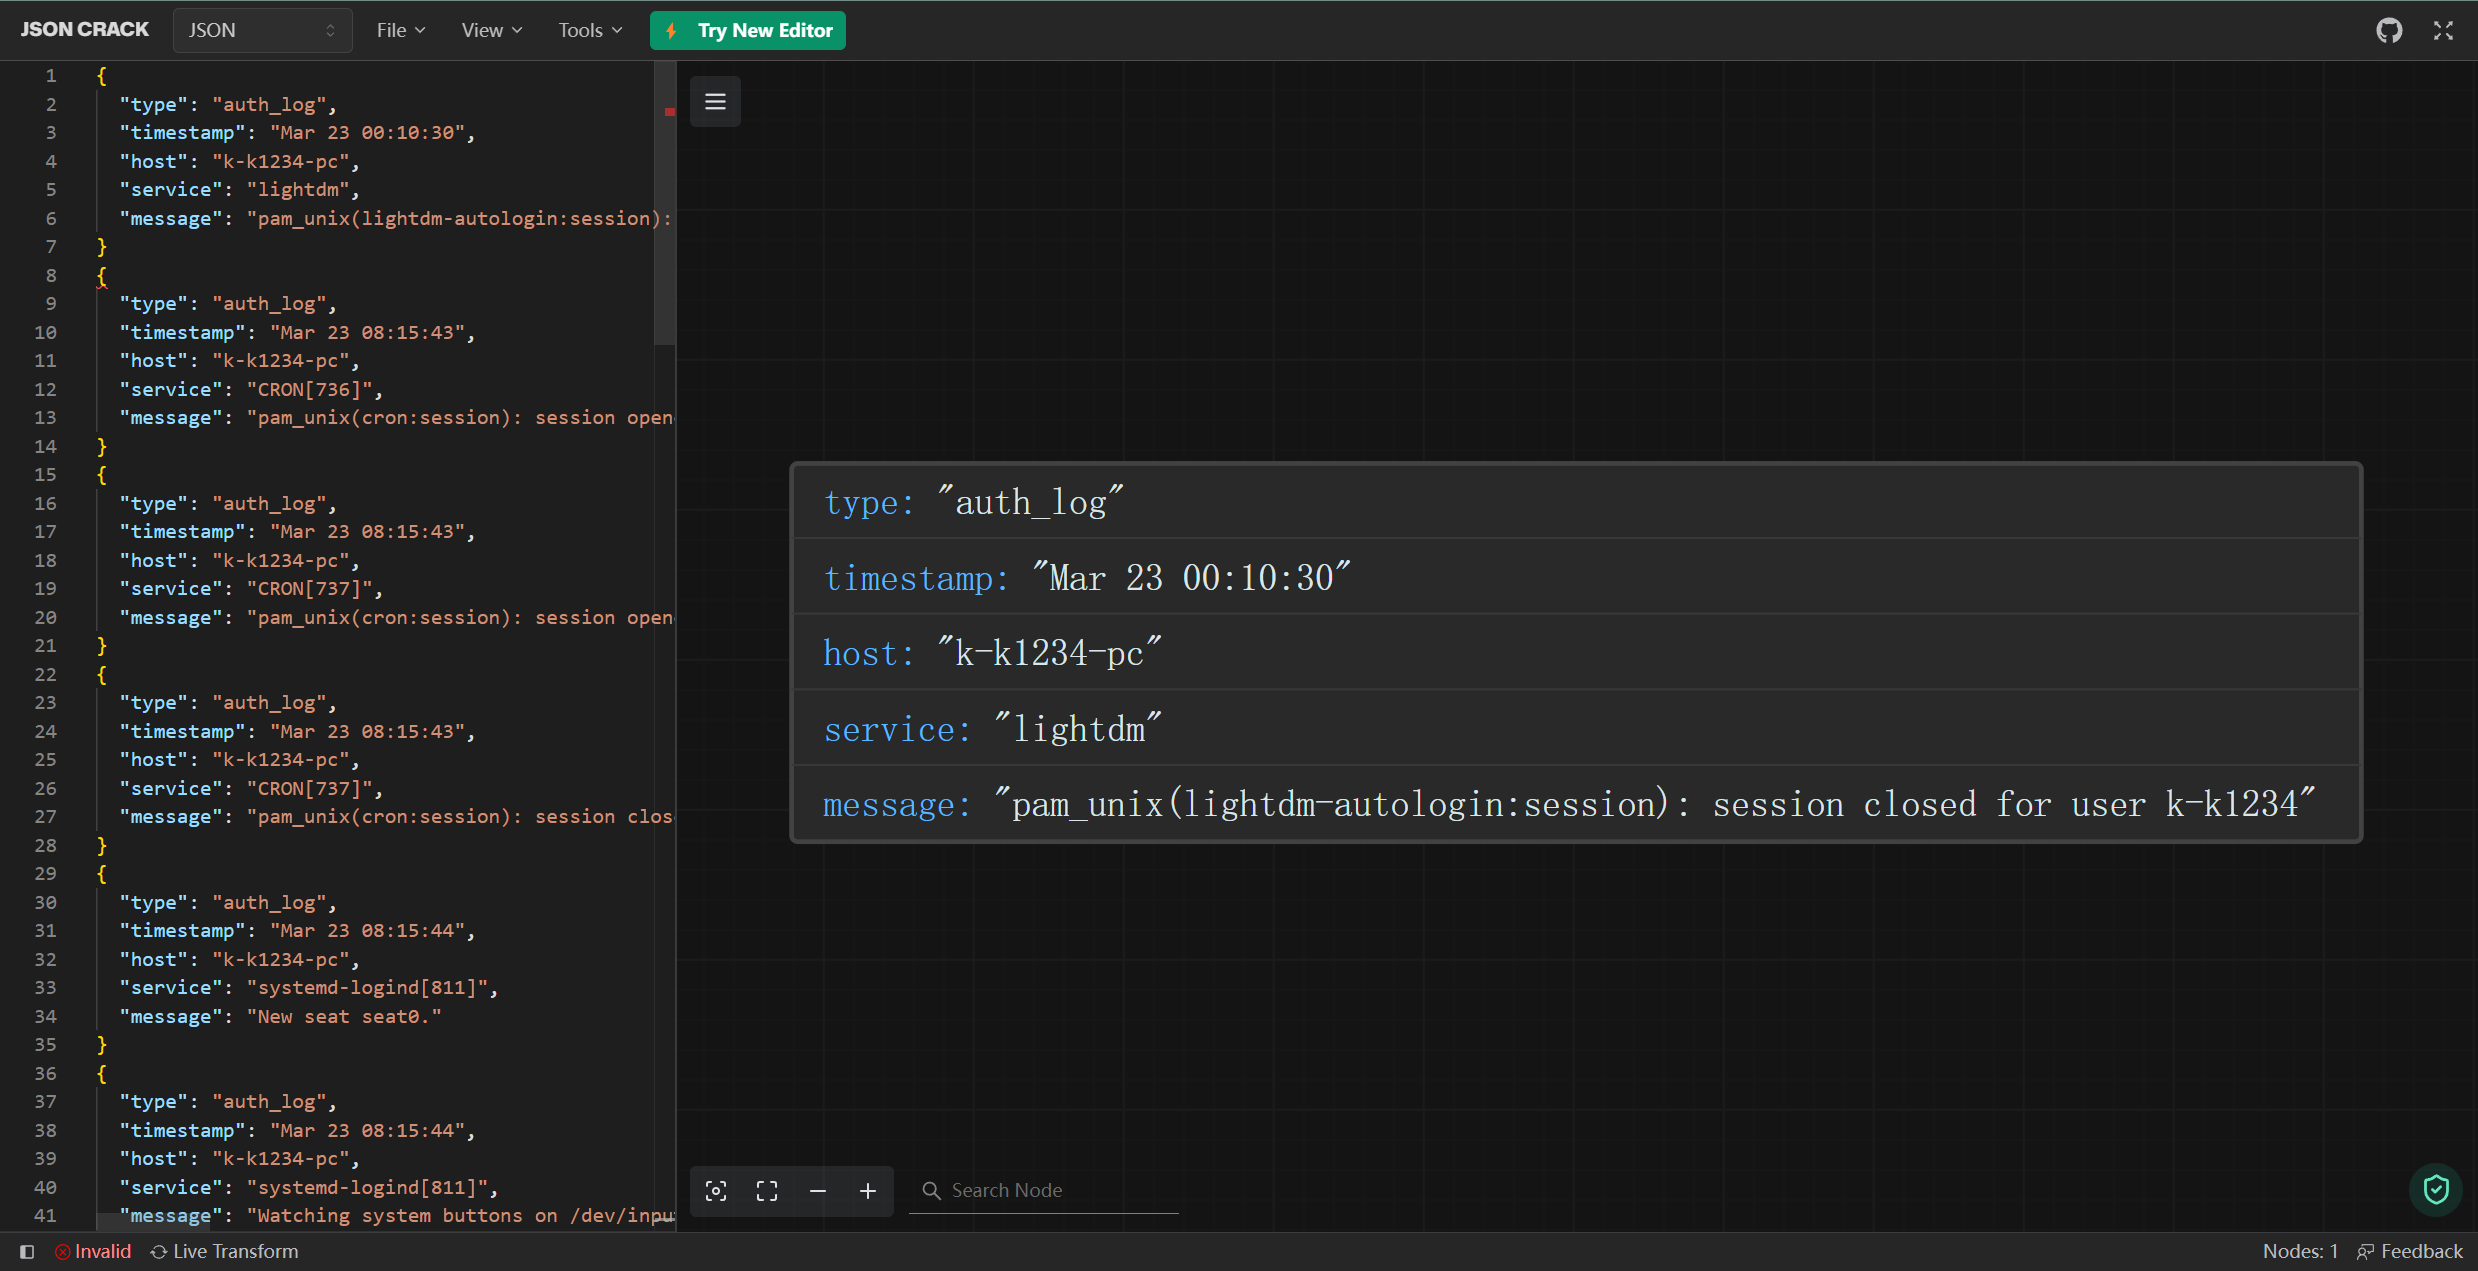 JSON CRACK
JSON
File
View
Tools
Try New Editor
1 {
2 "type": "auth_log",
3 "timestamp": "Mar 23 00:10:30",
4 "host": "k-k1234-pc",
5 "service": "lightdm",
6 "message": "pam_unix(lightdm-autologin:session):
7 }
8 {
9 "type": "auth_log",
10 "timestamp": "Mar 23 08:15:43",
11 "host": "k-k1234-pc",
12 "service": "CRON[736]",
13 "message": "pam_unix(cron:session): session open
14 }
15 {
16 "type": "auth_log",
17 "timestamp": "Mar 23 08:15:43",
18 "host": "k-k1234-pc",
19 "service": "CRON[737]",
20 "message": "pam_unix(cron:session): session open
21 }
22 {
23 "type": "auth_log",
24 "timestamp": "Mar 23 08:15:43",
25 "host": "k-k1234-pc",
26 "service": "CRON[737]",
27 "message": "pam_unix(cron:session): session clos
28 }
29 {
30 "type": "auth_log",
31 "timestamp": "Mar 23 08:15:44",
32 "host": "k-k1234-pc",
33 "service": "systemd-logind[811]",
34 "message": "New seat seat0."
35 }
36 {
37 "type": "auth_log",
38 "timestamp": "Mar 23 08:15:44",
39 "host": "k-k1234-pc",
40 "service": "systemd-logind[811]",
41 "message": "Watching system buttons on /dev/inpu
type: "auth_log"
timestamp: "Mar 23 00:10:30"
host: "k-k1234-pc"
service: "lightdm"
message: "pam_unix(lightdm-autologin:session): session closed for user k-k1234"
Search Node
Invalid
Live Transform
Nodes: 1
Feedback